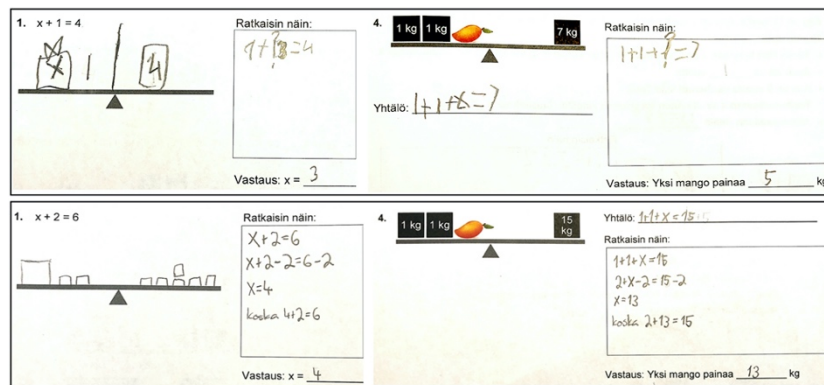 1. x + 1 = 4
x 1 4
Ratkaisin näin:
1+3=4
Vastaus: x = 3
4.
1 kg 1 kg 7 kg
Yhtälö: 1+1+x=7
Ratkaisin näin:
1+1+?=7
Vastaus: Yksi mango painaa 5 kg
1. x + 2 = 6
Ratkaisin näin:
x+2=6
x+2-2=6-2
x=4
koska 4+2=6
Vastaus: x = 4
4.
1 kg 1 kg 15 kg
Yhtälö: 1+1+x=15
Ratkaisin näin:
1+1+x=15
2+x-2=15-2
x=13
koska 2+13=15
Vastaus: Yksi mango painaa 13 kg